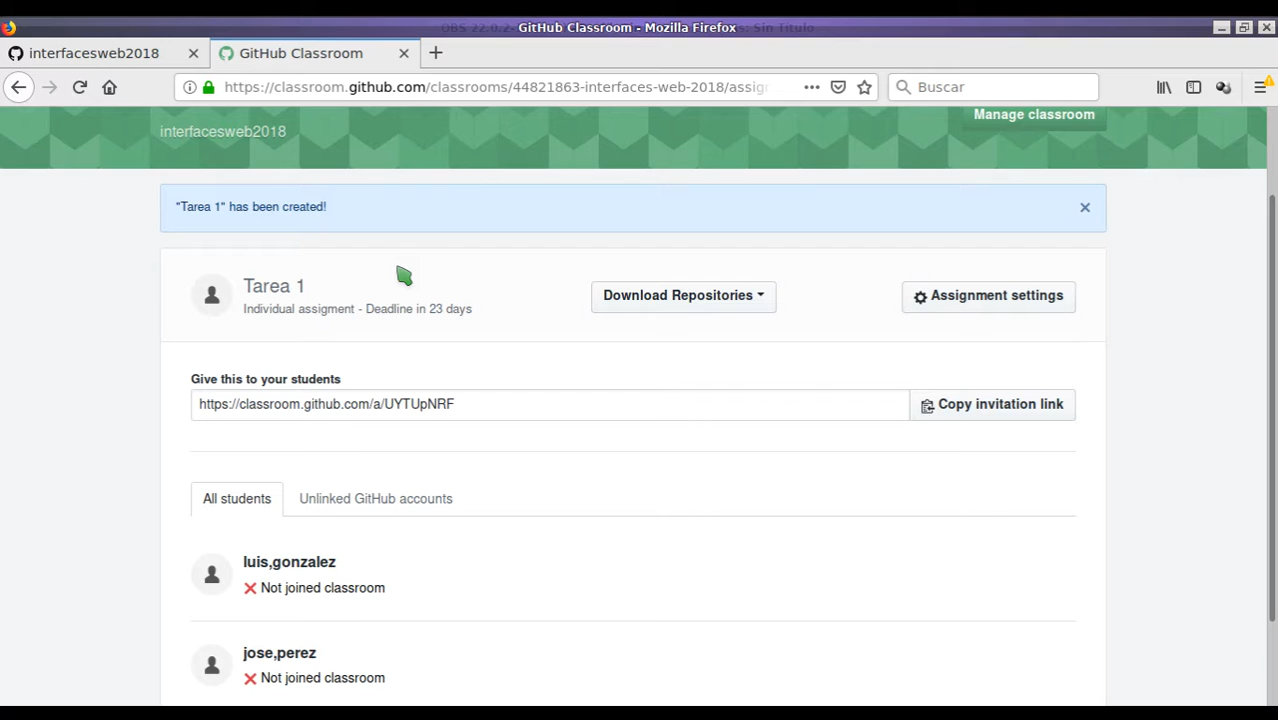 GitHub Classroom - Mozilla Firefox
interfacesweb2018
GitHub Classroom
https://classroom.github.com/classrooms/44821863-interfaces-web-2018/assig
Buscar
interfacesweb2018
Manage classroom
"Tarea 1" has been created!
Tarea 1
Individual assigment - Deadline in 23 days
Download Repositories
Assignment settings
Give this to your students
https://classroom.github.com/a/UYTUpNRF
Copy invitation link
All students
Unlinked GitHub accounts
luis,gonzalez
Not joined classroom
jose,perez
Not joined classroom